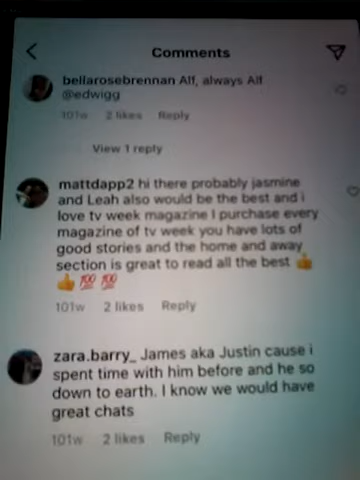 Comments
bellarosebrennan Alf, always Alf
@edwigg
101w 2 likes Reply
View 1 reply
mattdapp2 hi there probably jasmine
and Leah also would be the best and i
love tv week magazine I purchase every
magazine of tv week you have lots of
good stories and the home and away
section is great to read all the best 👍
👍 💯 💯
101w 2 likes Reply
zara.barry_ James aka Justin cause i
spent time with him before and he so
down to earth. I know we would have
great chats
101w 2 likes Reply